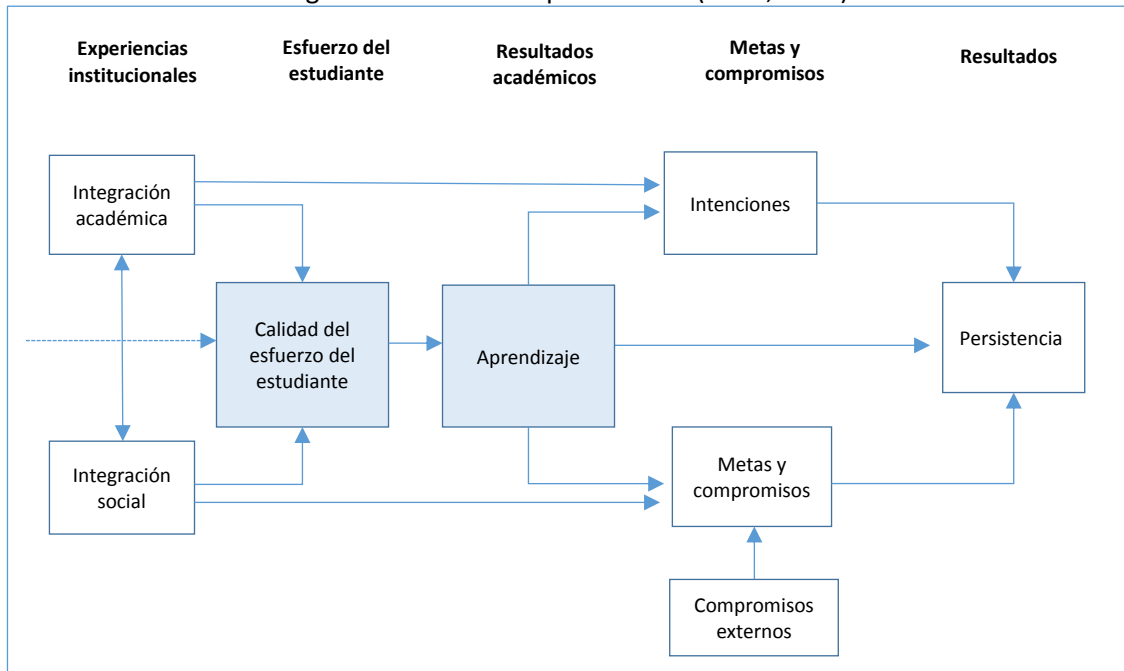 Experiencias
institucionales
Esfuerzo del
estudiante
Resultados
académicos
Metas y
compromisos
Resultados
Integración
académica
Intenciones
Calidad del
esfuerzo del
estudiante
Aprendizaje
Persistencia
Integración
social
Metas y
compromisos
Compromisos
externos